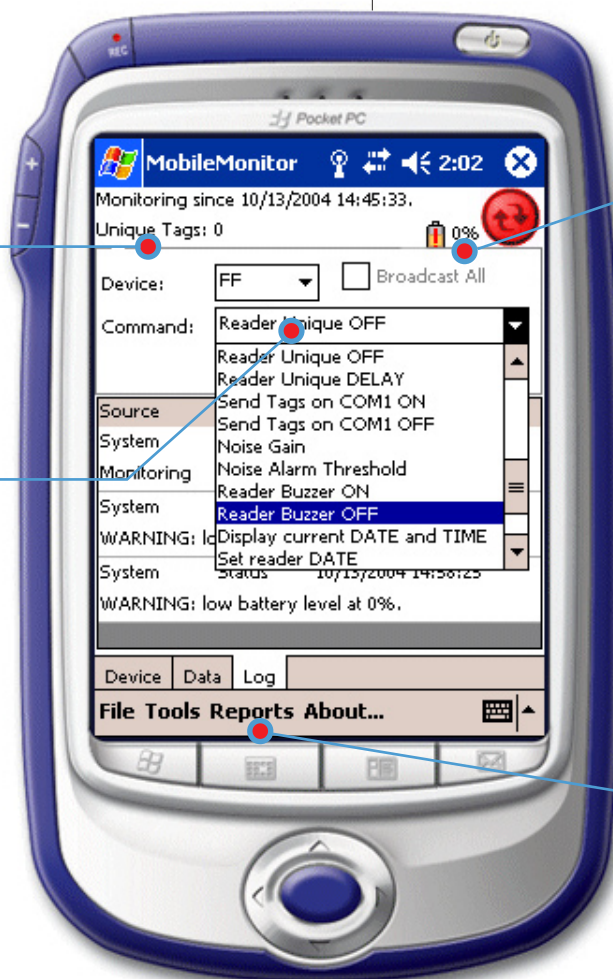 REC
Pocket PC
MobileMonitor 2:02
Monitoring since 10/13/2004 14:45:33.
Unique Tags: 0
0%
Device: FF Broadcast All
Command: Reader Unique OFF
Reader Unique OFF
Reader Unique DELAY
Send Tags on COM1 ON
Send Tags on COM1 OFF
Noise Gain
Noise Alarm Threshold
Reader Buzzer ON
Reader Buzzer OFF
Display current DATE and TIME
Set reader DATE
Source
System
Monitoring
System
WARNING: lo
System Status 10/13/2004 14:58:25
WARNING: low battery level at 0%.
Device Data Log
File Tools Reports About...